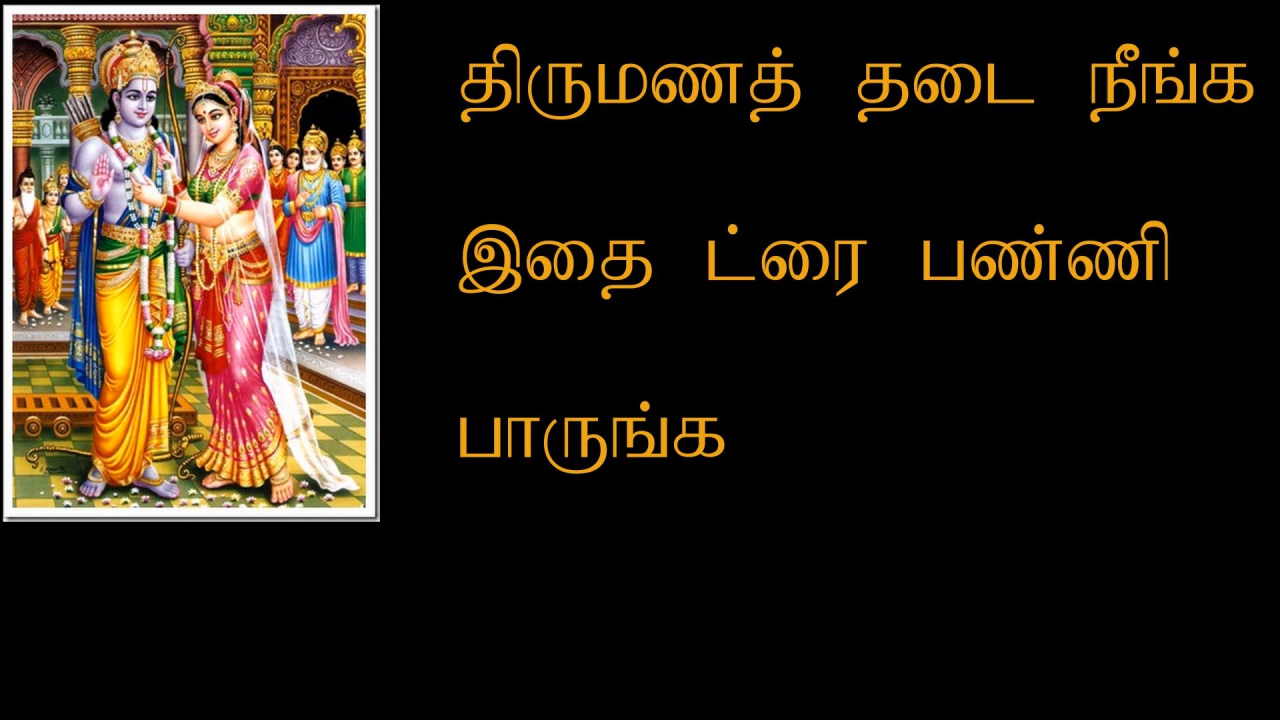 திருமணத் தடை நீங்க
இதை ட்ரை பண்ணி
பாருங்க